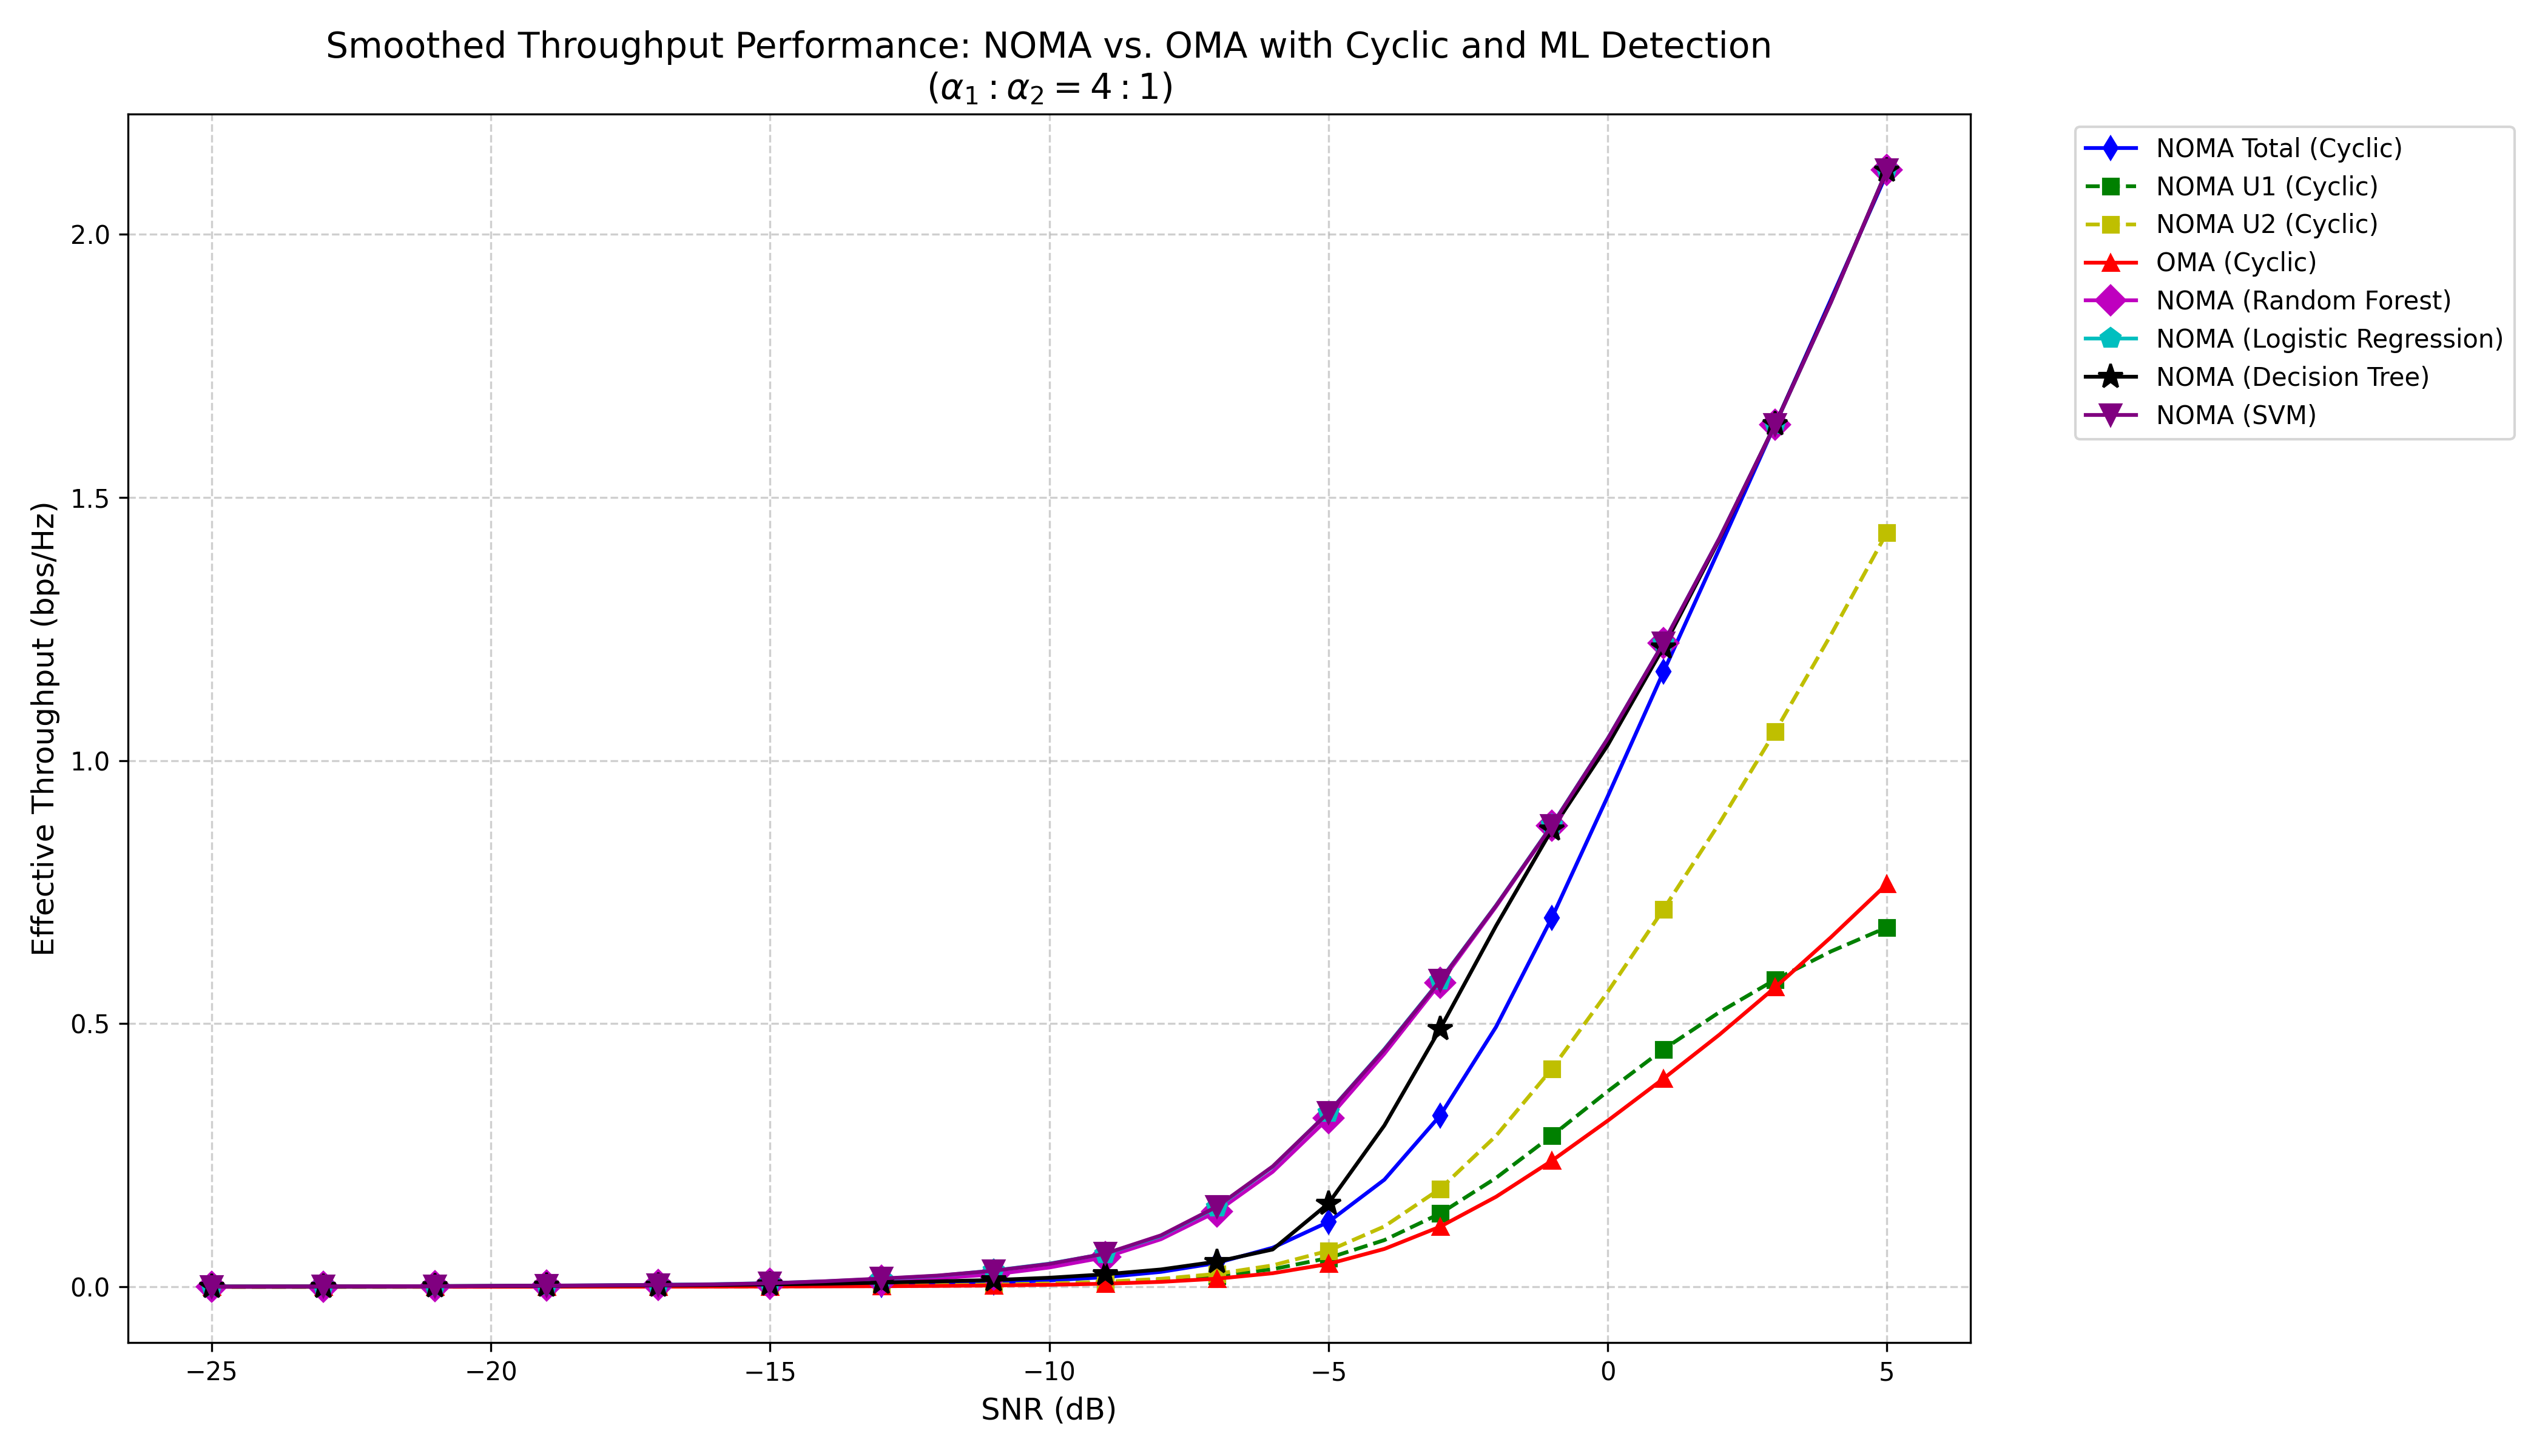 Smoothed Throughput Performance: NOMA vs. OMA with Cyclic and ML Detection
(α₁ : α₂ = 4 : 1)
NOMA Total (Cyclic)
NOMA U1 (Cyclic)
NOMA U2 (Cyclic)
OMA (Cyclic)
NOMA (Random Forest)
NOMA (Logistic Regression)
NOMA (Decision Tree)
NOMA (SVM)
Effective Throughput (bps/Hz)
2.0
1.5
1.0
0.5
0.0
−25
−20
−15
−10
−5
0
5
SNR (dB)